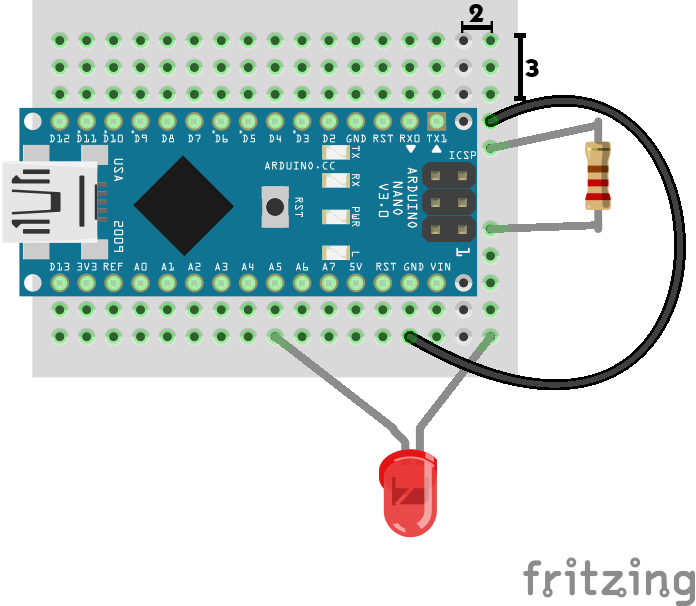 2
3
D12 D11 D10 D9 D8 D7 D6 D5 D4 D3 D2 GND RST RX0 TX1
TX
ICSP
ARDUINO.CC
USA
RX
ARDUINO
NANO
V3.0
RST
PWR
2009
1
L
D13 3V3 REF A0 A1 A2 A3 A4 A5 A6 A7 5V RST GND VIN
fritzing